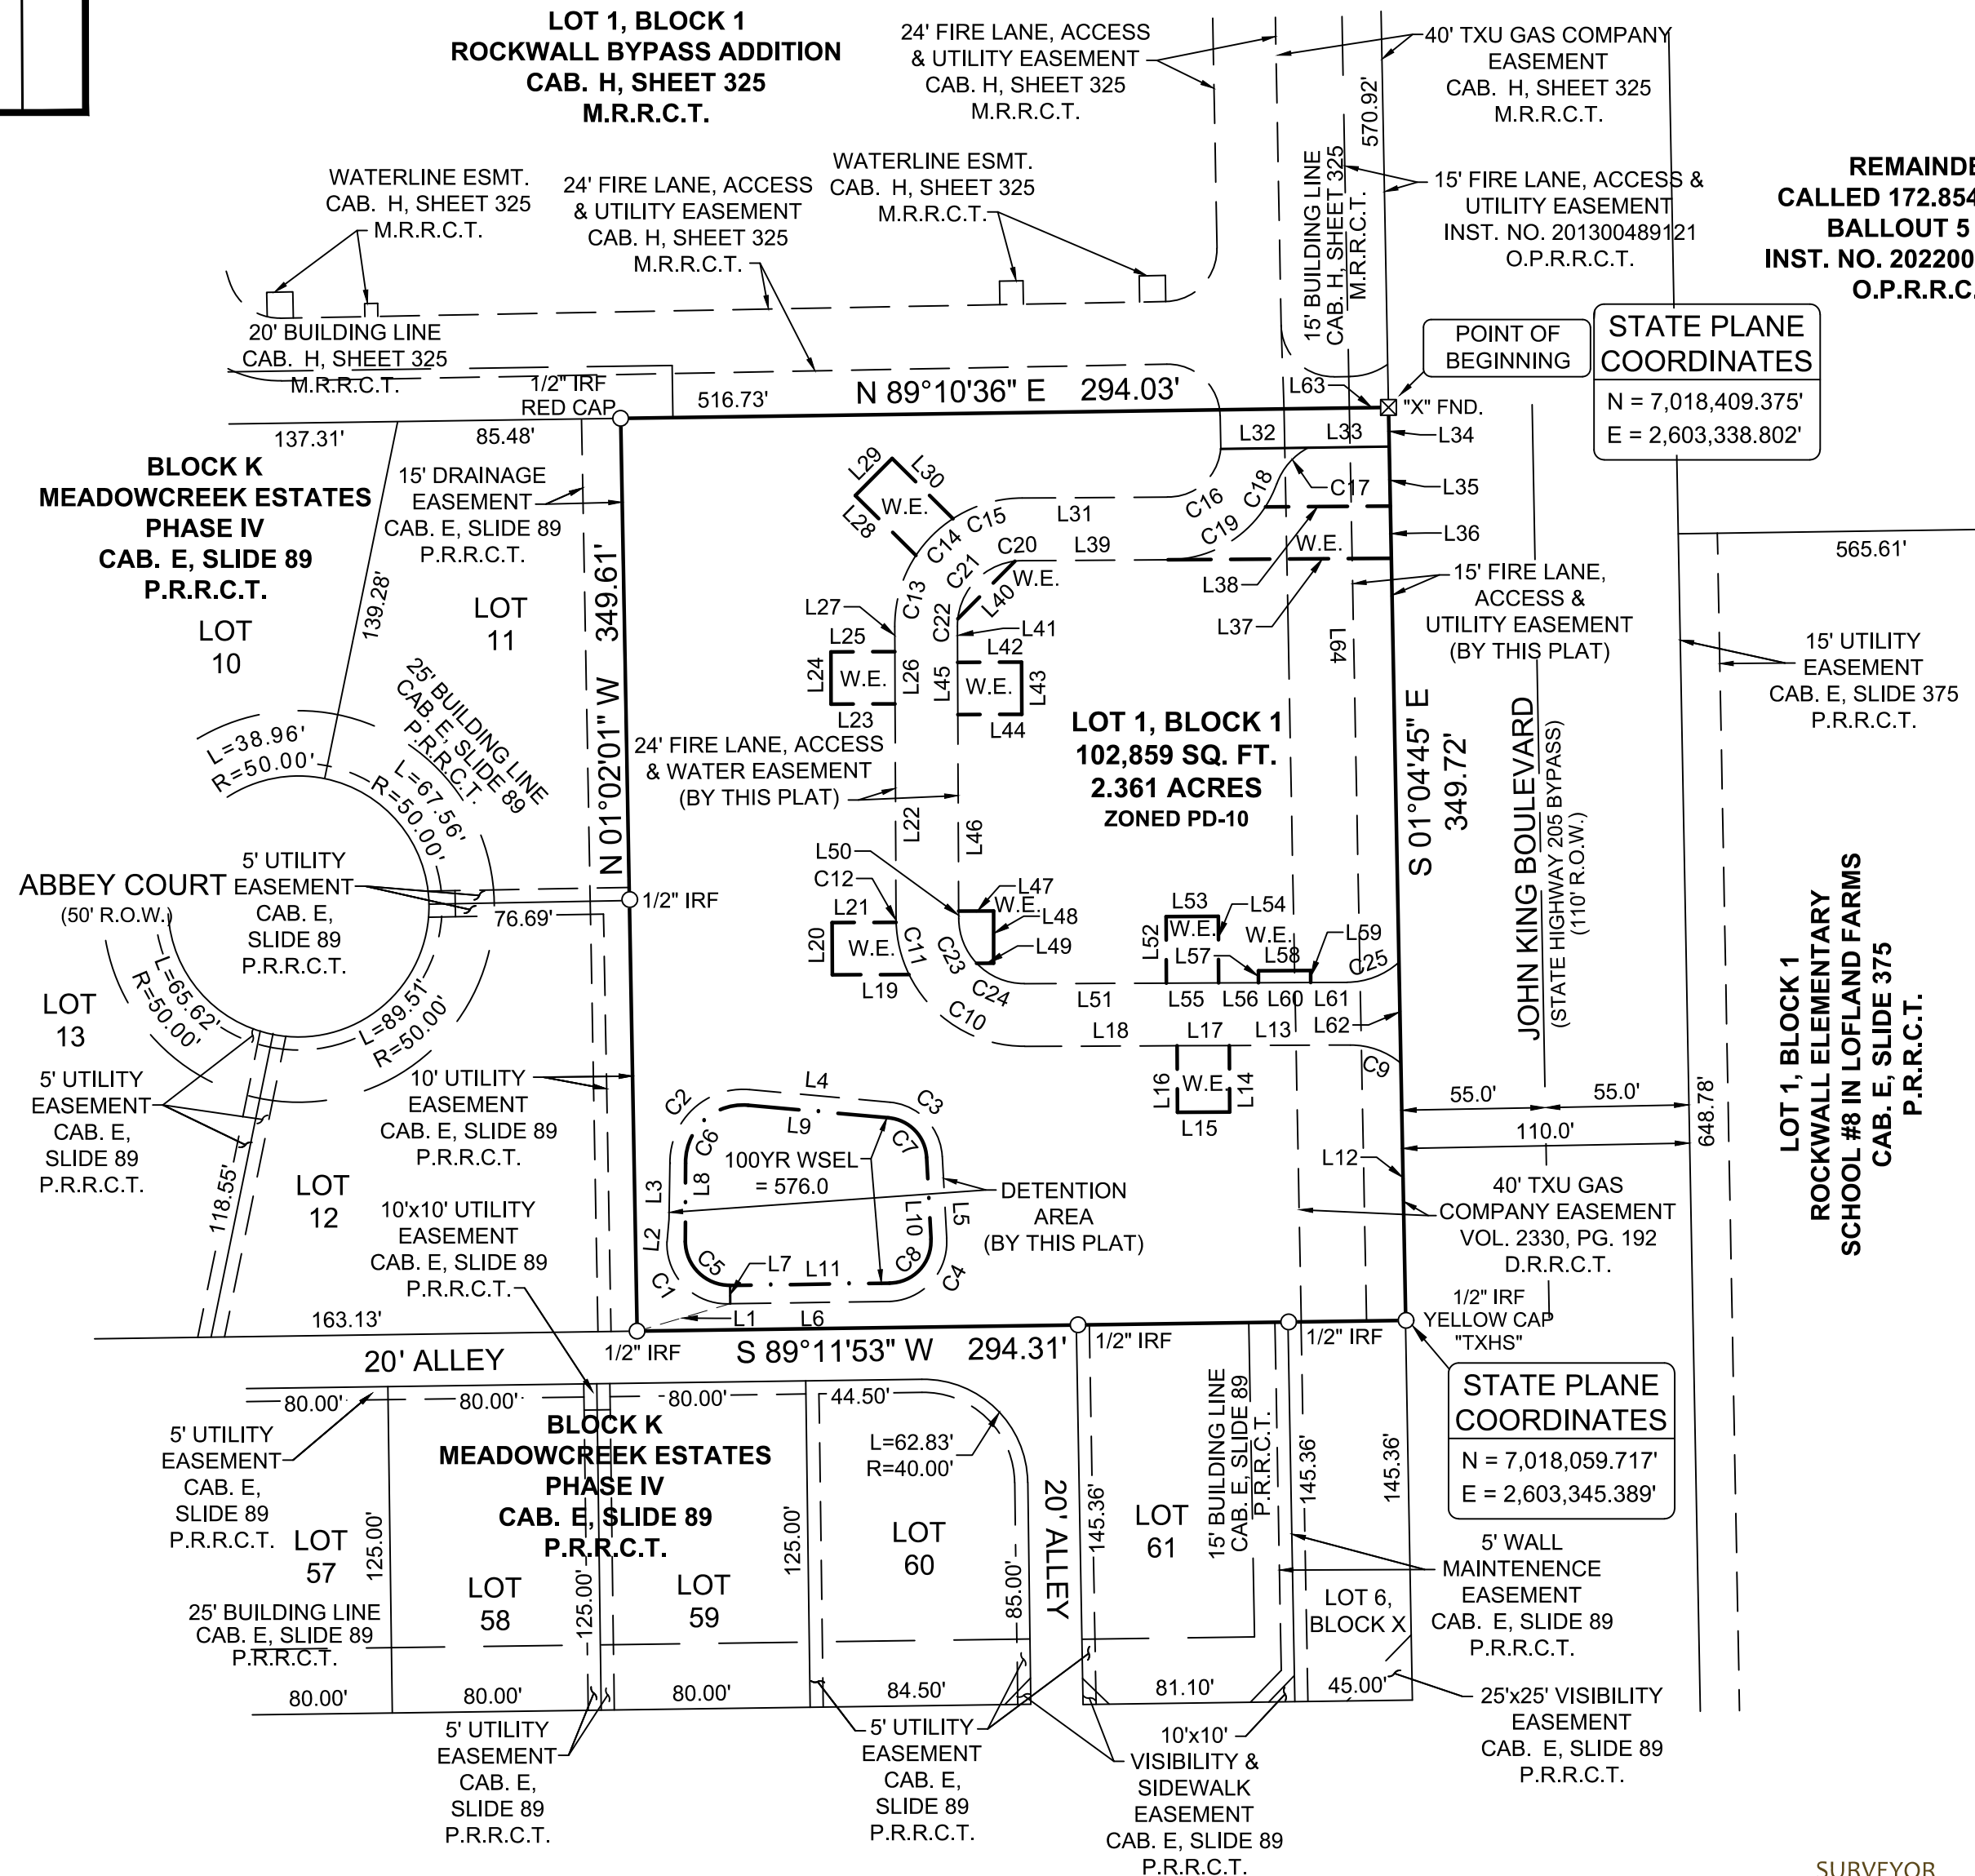 LOT 1, BLOCK 1
ROCKWALL BYPASS ADDITION
CAB. H, SHEET 325
M.R.R.C.T.
24' FIRE LANE, ACCESS
& UTILITY EASEMENT
CAB. H, SHEET 325
M.R.R.C.T.
40' TXU GAS COMPANY
EASEMENT
CAB. H, SHEET 325
M.R.R.C.T.
570.92'
WATERLINE ESMT.
CAB. H, SHEET 325
M.R.R.C.T.
24' FIRE LANE, ACCESS
& UTILITY EASEMENT
CAB. H, SHEET 325
M.R.R.C.T.
WATERLINE ESMT.
CAB. H, SHEET 325
M.R.R.C.T.
15' BUILDING LINE
CAB. H, SHEET 325
M.R.R.C.T.
15' FIRE LANE, ACCESS &
UTILITY EASEMENT
INST. NO. 201300489121
O.P.R.R.C.T.
REMAINDE
CALLED 172.854
BALLOUT 5
INST. NO. 202200
O.P.R.R.C.
20' BUILDING LINE
CAB. H, SHEET 325
M.R.R.C.T.
POINT OF
BEGINNING
STATE PLANE
COORDINATES
N = 7,018,409.375'
E = 2,603,338.802'
1/2" IRF
RED CAP
516.73'
N 89°10'36" E 294.03'
L63
"X" FND.
137.31'
85.48'
L32
L33
L34
BLOCK K
MEADOWCREEK ESTATES
PHASE IV
CAB. E, SLIDE 89
P.R.R.C.T.
15' DRAINAGE
EASEMENT
CAB. E, SLIDE 89
P.R.R.C.T.
L29
L30
W.E.
L28
C15
C14
L31
C16
C18
C19
C17
L35
L36
W.E.
565.61'
139.28'
LOT
10
LOT
11
N 01°02'01" W 349.61'
C13
C21
C20
L39
W.E.
L40
C22
L38
L37
15' FIRE LANE,
ACCESS &
UTILITY EASEMENT
(BY THIS PLAT)
L27
L41
L25
L24
W.E.
L26
L23
L42
L45
W.E.
L43
L44
L64
15' UTILITY
EASEMENT
CAB. E, SLIDE 375
P.R.R.C.T.
25' BUILDING LINE
CAB. E, SLIDE 89
P.R.R.C.T.
L=38.96'
R=50.00'
L=67.56'
R=50.00'
24' FIRE LANE, ACCESS
& WATER EASEMENT
(BY THIS PLAT)
LOT 1, BLOCK 1
102,859 SQ. FT.
2.361 ACRES
ZONED PD-10
S 01°04'45" E
349.72'
JOHN KING BOULEVARD
(STATE HIGHWAY 205 BYPASS)
(110' R.O.W.)
L22
L46
ABBEY COURT
(50' R.O.W.)
5' UTILITY
EASEMENT
CAB. E,
SLIDE 89
P.R.R.C.T.
76.69'
1/2" IRF
L50
C12
L21
L20
W.E.
L19
C11
L47
W.E.
L48
L49
C23
C24
C10
L53
L54
L52
W.E.
W.E.
L57
L58
L59
C25
L51
L55
L56
L60
L61
L62
L18
L17
L13
C9
LOT 1, BLOCK 1
ROCKWALL ELEMENTARY
SCHOOL #8 IN LOFLAND FARMS
CAB. E, SLIDE 375
P.R.R.C.T.
LOT
13
L=65.62'
R=50.00'
L=89.51'
R=50.00'
5' UTILITY
EASEMENT
CAB. E,
SLIDE 89
P.R.R.C.T.
10' UTILITY
EASEMENT
CAB. E, SLIDE 89
P.R.R.C.T.
L16
W.E.
L14
L15
55.0'
55.0'
110.0'
648.78'
C2
L4
C3
L9
C6
C7
100YR WSEL
= 576.0
L3
L8
L2
L10
L5
C5
C8
C1
C4
L7
L11
L1
L6
DETENTION
AREA
(BY THIS PLAT)
L12
40' TXU GAS
COMPANY EASEMENT
VOL. 2330, PG. 192
D.R.R.C.T.
118.55'
LOT
12
10'x10' UTILITY
EASEMENT
CAB. E, SLIDE 89
P.R.R.C.T.
163.13'
1/2" IRF
YELLOW CAP
"TXHS"
20' ALLEY
1/2" IRF
S 89°11'53" W 294.31'
1/2" IRF
1/2" IRF
STATE PLANE
COORDINATES
N = 7,018,059.717'
E = 2,603,345.389'
80.00'
80.00'
80.00'
44.50'
BLOCK K
MEADOWCREEK ESTATES
PHASE IV
CAB. E, SLIDE 89
P.R.R.C.T.
5' UTILITY
EASEMENT
CAB. E,
SLIDE 89
P.R.R.C.T.
L=62.83'
R=40.00'
20' ALLEY
145.36'
15' BUILDING LINE
CAB. E, SLIDE 89
P.R.R.C.T.
145.36'
145.36'
LOT
57
125.00'
LOT
58
125.00'
LOT
59
125.00'
LOT
60
85.00'
LOT
61
LOT 6,
BLOCK X
5' WALL
MAINTENENCE
EASEMENT
CAB. E, SLIDE 89
P.R.R.C.T.
25' BUILDING LINE
CAB. E, SLIDE 89
P.R.R.C.T.
80.00'
80.00'
80.00'
84.50'
81.10'
45.00'
5' UTILITY
EASEMENT
CAB. E,
SLIDE 89
P.R.R.C.T.
5' UTILITY
EASEMENT
CAB. E,
SLIDE 89
P.R.R.C.T.
10'x10'
VISIBILITY &
SIDEWALK
EASEMENT
CAB. E, SLIDE 89
P.R.R.C.T.
25'x25' VISIBILITY
EASEMENT
CAB. E, SLIDE 89
P.R.R.C.T.
SURVEYOR